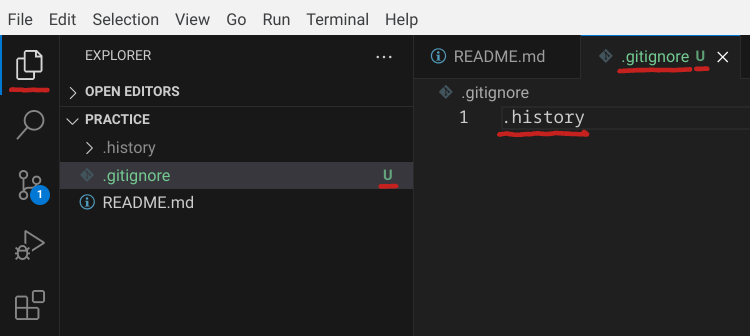 File Edit Selection View Go Run Terminal Help
EXPLORER ...
OPEN EDITORS
PRACTICE
.history
.gitignore U
README.md
1
README.md .gitignore U
.gitignore
1 .history